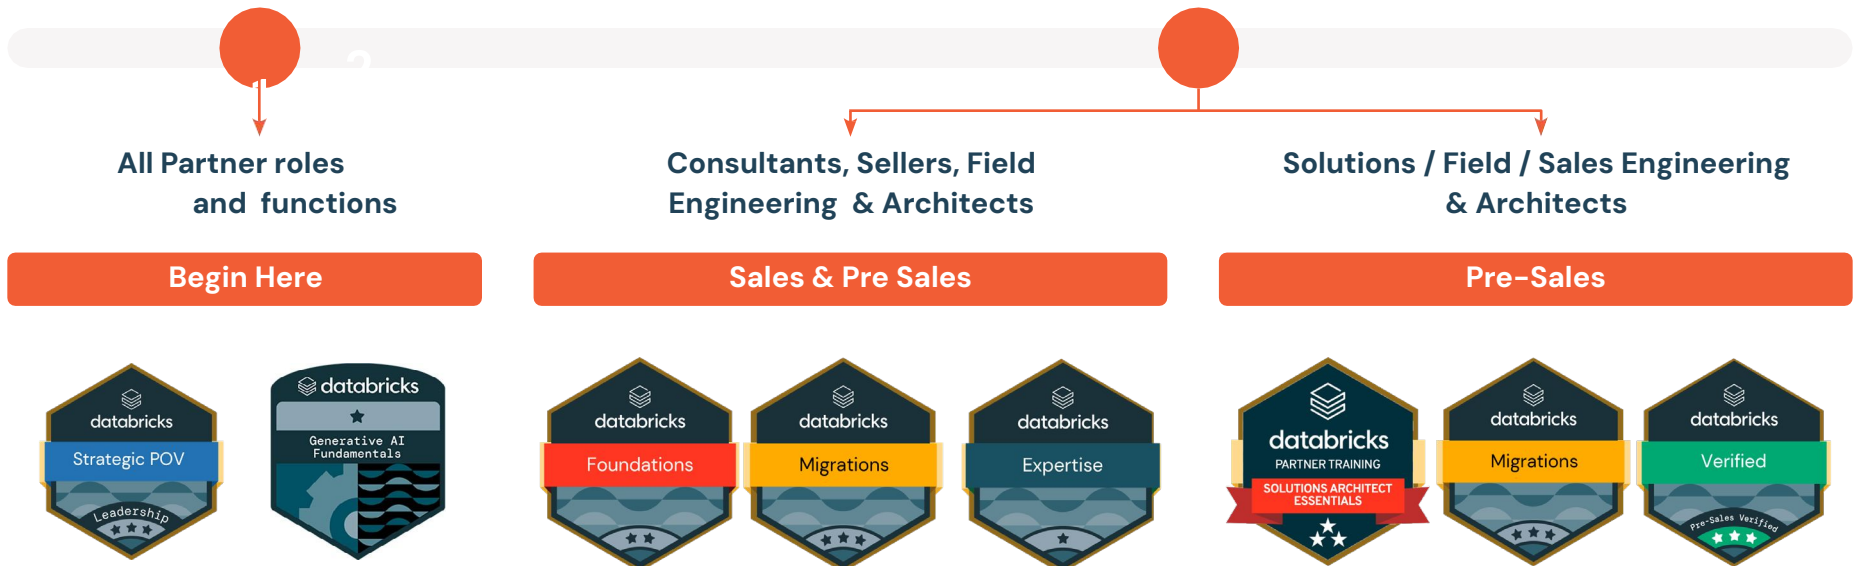 2
1
All Partner roles
and functions
Consultants, Sellers, Field
Engineering & Architects
Solutions / Field / Sales Engineering
& Architects
Begin Here
Sales & Pre Sales
Pre-Sales
databricks
Strategic POV
Leadership
databricks
Generative AI
Fundamentals
databricks
Foundations
databricks
Migrations
databricks
Expertise
databricks
PARTNER TRAINING
SOLUTIONS ARCHITECT
ESSENTIALS
databricks
Migrations
databricks
Verified
Pre-Sales Verified